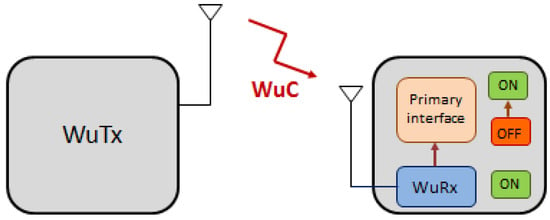 WuTx
WuC
Primary
interface
ON
OFF
WuRx
ON